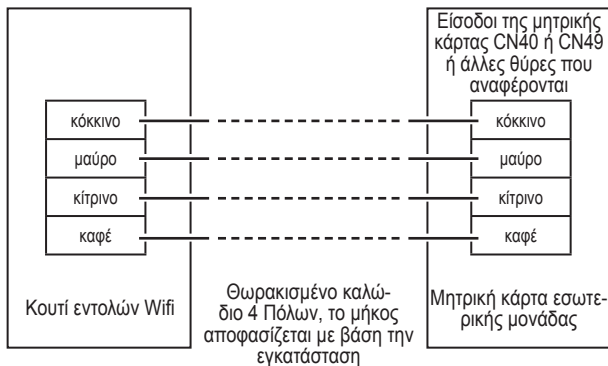 Είσοδοι της μητρικής
κάρτας CN40 ή CN49
ή άλλες θύρες που
αναφέρονται
κόκκινο
κόκκινο
μαύρο
μαύρο
κίτρινο
κίτρινο
καφέ
καφέ
Κουτί εντολών Wifi
Θωρακισμένο καλώ-
διο 4 Πόλων, το μήκος
αποφασίζεται με βάση την
εγκατάσταση
Μητρική κάρτα εσωτε-
ρικής μονάδας